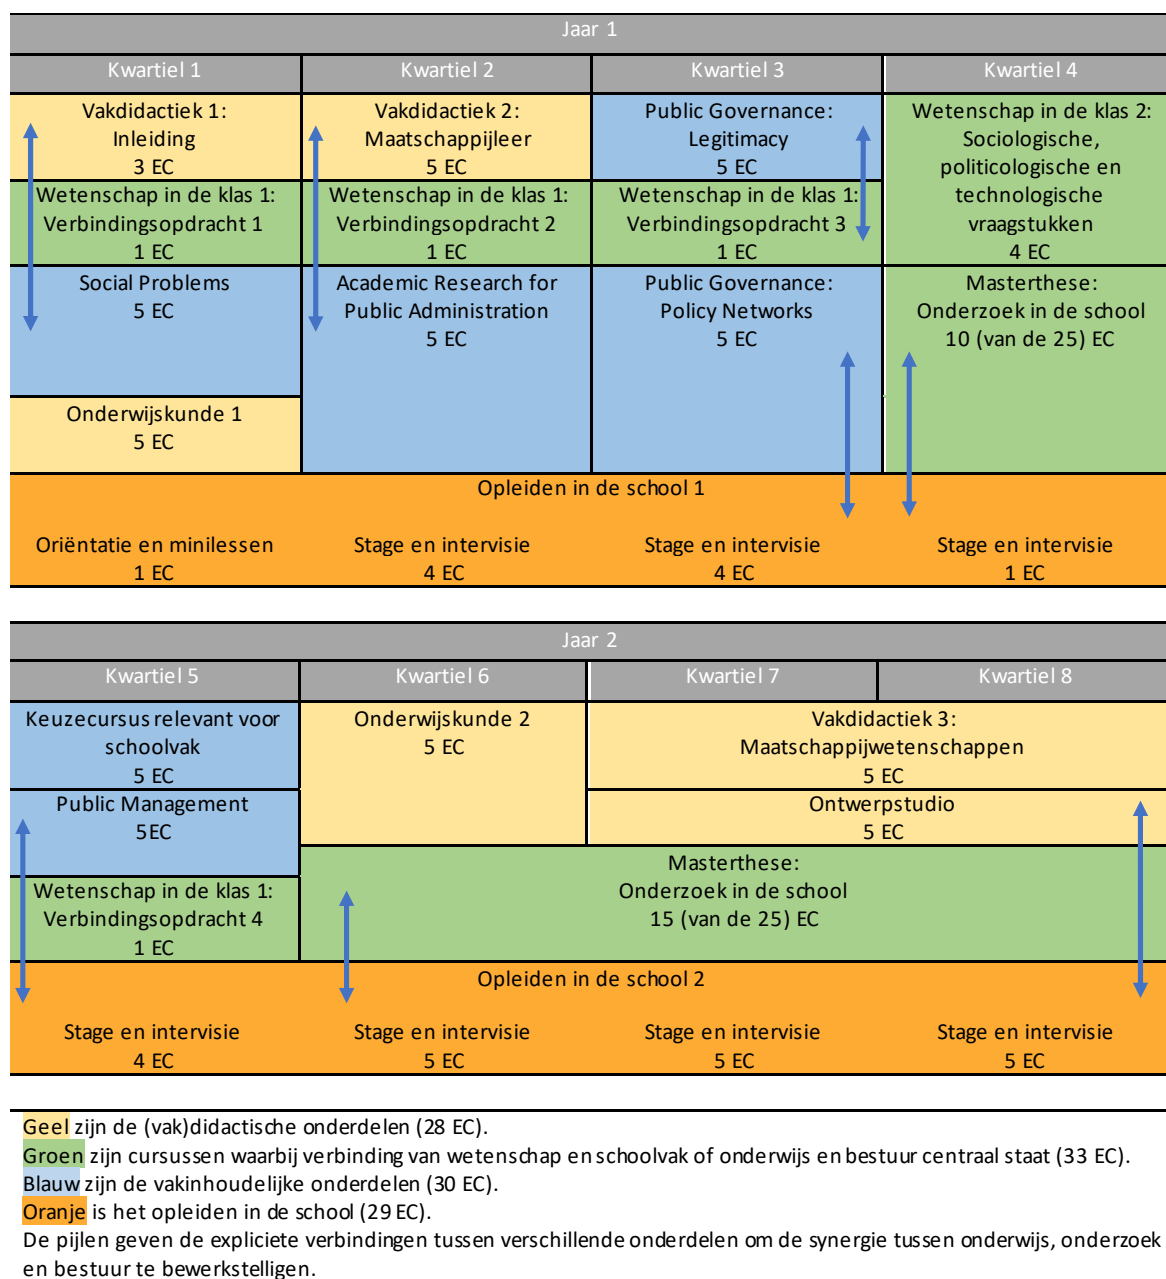 Jaar 1
Kwartiel 1
Kwartiel 2
Kwartiel 3
Kwartiel 4
Vakdidactiek 1:
Inleiding
3 EC
Vakdidactiek 2:
Maatschappijleer
5 EC
Public Governance:
Legitimacy
5 EC
Wetenschap in de klas 2:
Sociologische,
politicologische en
technologische
vraagstukken
4 EC
Wetenschap in de klas 1:
Verbindingsopdracht 1
1 EC
Wetenschap in de klas 1:
Verbindingsopdracht 2
1 EC
Wetenschap in de klas 1:
Verbindingsopdracht 3
1 EC
Social Problems
5 EC
Academic Research for
Public Administration
5 EC
Public Governance:
Policy Networks
5 EC
Masterthese:
Onderzoek in de school
10 (van de 25) EC
Onderwijskunde 1
5 EC
Opleiden in de school 1
Oriëntatie en minilessen
1 EC
Stage en intervisie
4 EC
Stage en intervisie
4 EC
Stage en intervisie
1 EC
Jaar 2
Kwartiel 5
Kwartiel 6
Kwartiel 7
Kwartiel 8
Keuzecursus relevant voor
schoolvak
5 EC
Onderwijskunde 2
5 EC
Vakdidactiek 3:
Maatschappijwetenschappen
5 EC
Public Management
5EC
Ontwerpstudio
5 EC
Wetenschap in de klas 1:
Verbindingsopdracht 4
1 EC
Masterthese:
Onderzoek in de school
15 (van de 25) EC
Opleiden in de school 2
Stage en intervisie
4 EC
Stage en intervisie
5 EC
Stage en intervisie
5 EC
Stage en intervisie
5 EC
Geel zijn de (vak)didactische onderdelen (28 EC).
Groen zijn cursussen waarbij verbinding van wetenschap en schoolvak of onderwijs en bestuur centraal staat (33 EC).
Blauw zijn de vakinhoudelijke onderdelen (30 EC).
Oranje is het opleiden in de school (29 EC).
De pijlen geven de expliciete verbindingen tussen verschillende onderdelen om de synergie tussen onderwijs, onderzoek
en bestuur te bewerkstelligen.